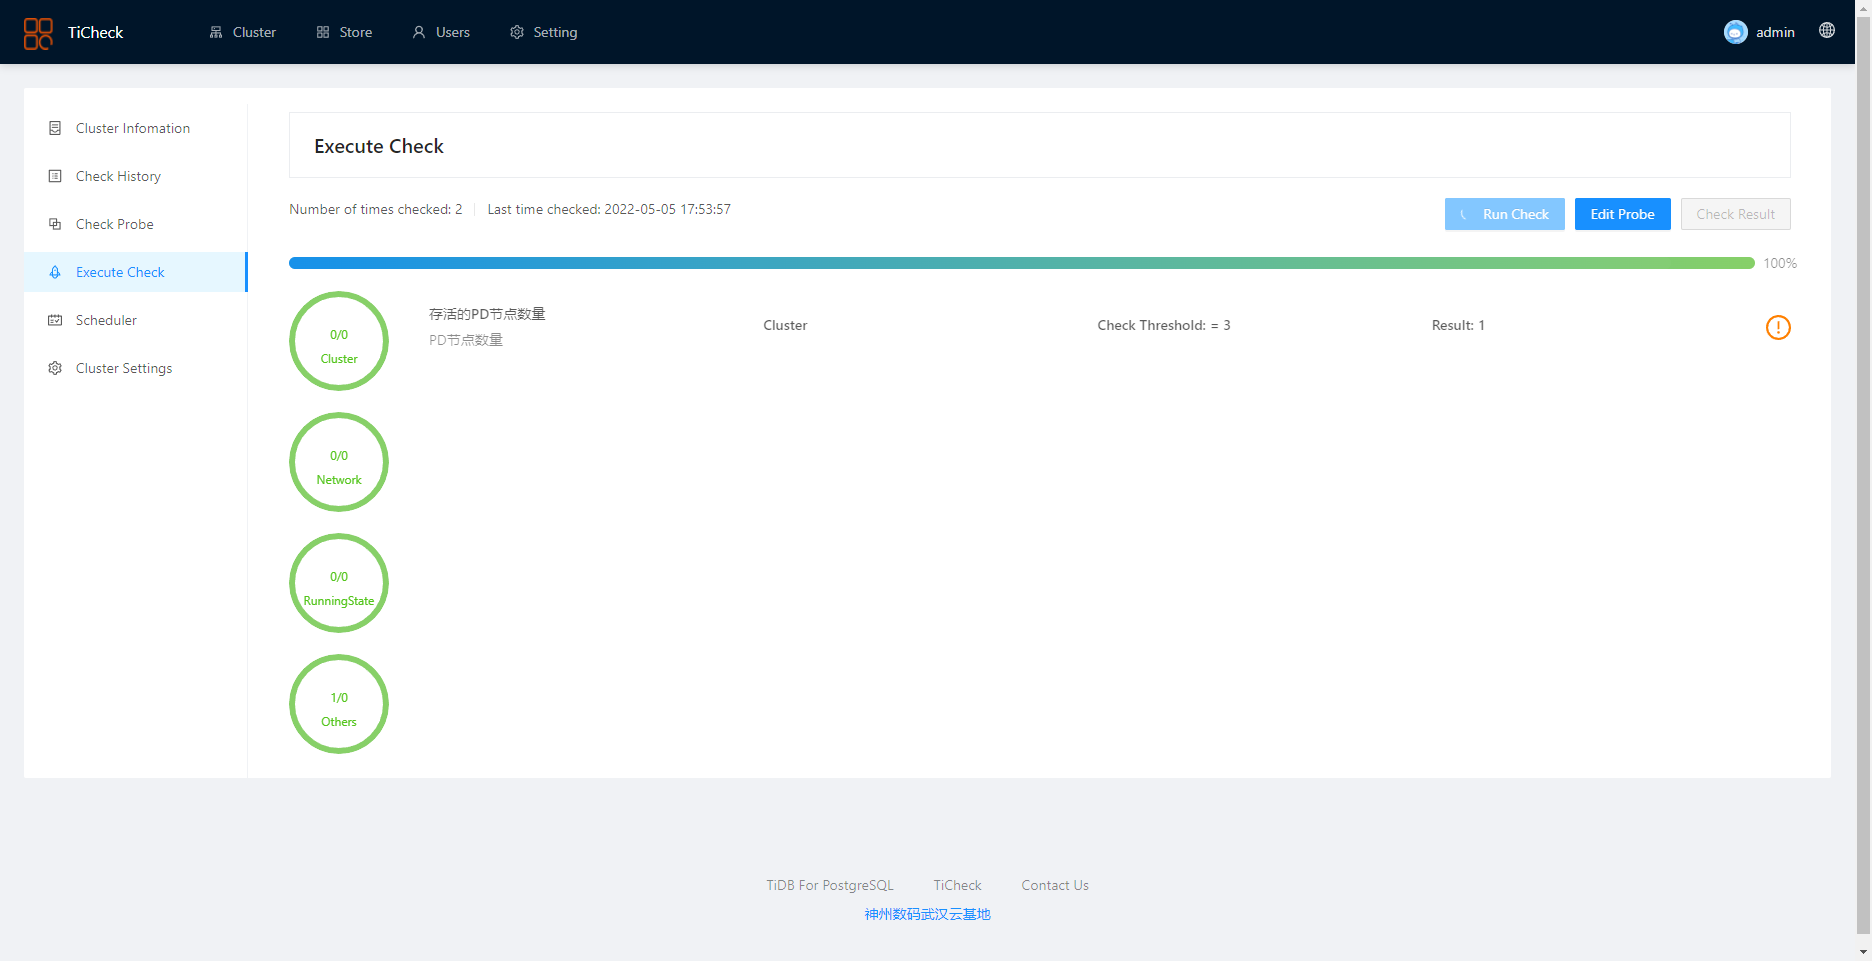 TiCheck
Cluster
Store
Users
Setting
admin
Cluster Infomation
Check History
Check Probe
Execute Check
Scheduler
Cluster Settings
Execute Check
Number of times checked: 2
Last time checked: 2022-05-05 17:53:57
Run Check
Edit Probe
Check Result
100%
0/0
Cluster
存活的PD节点数量
PD节点数量
Cluster
Check Threshold: = 3
Result: 1
0/0
Network
0/0
RunningState
1/0
Others
TiDB For PostgreSQL
TiCheck
Contact Us
神州数码武汉云基地